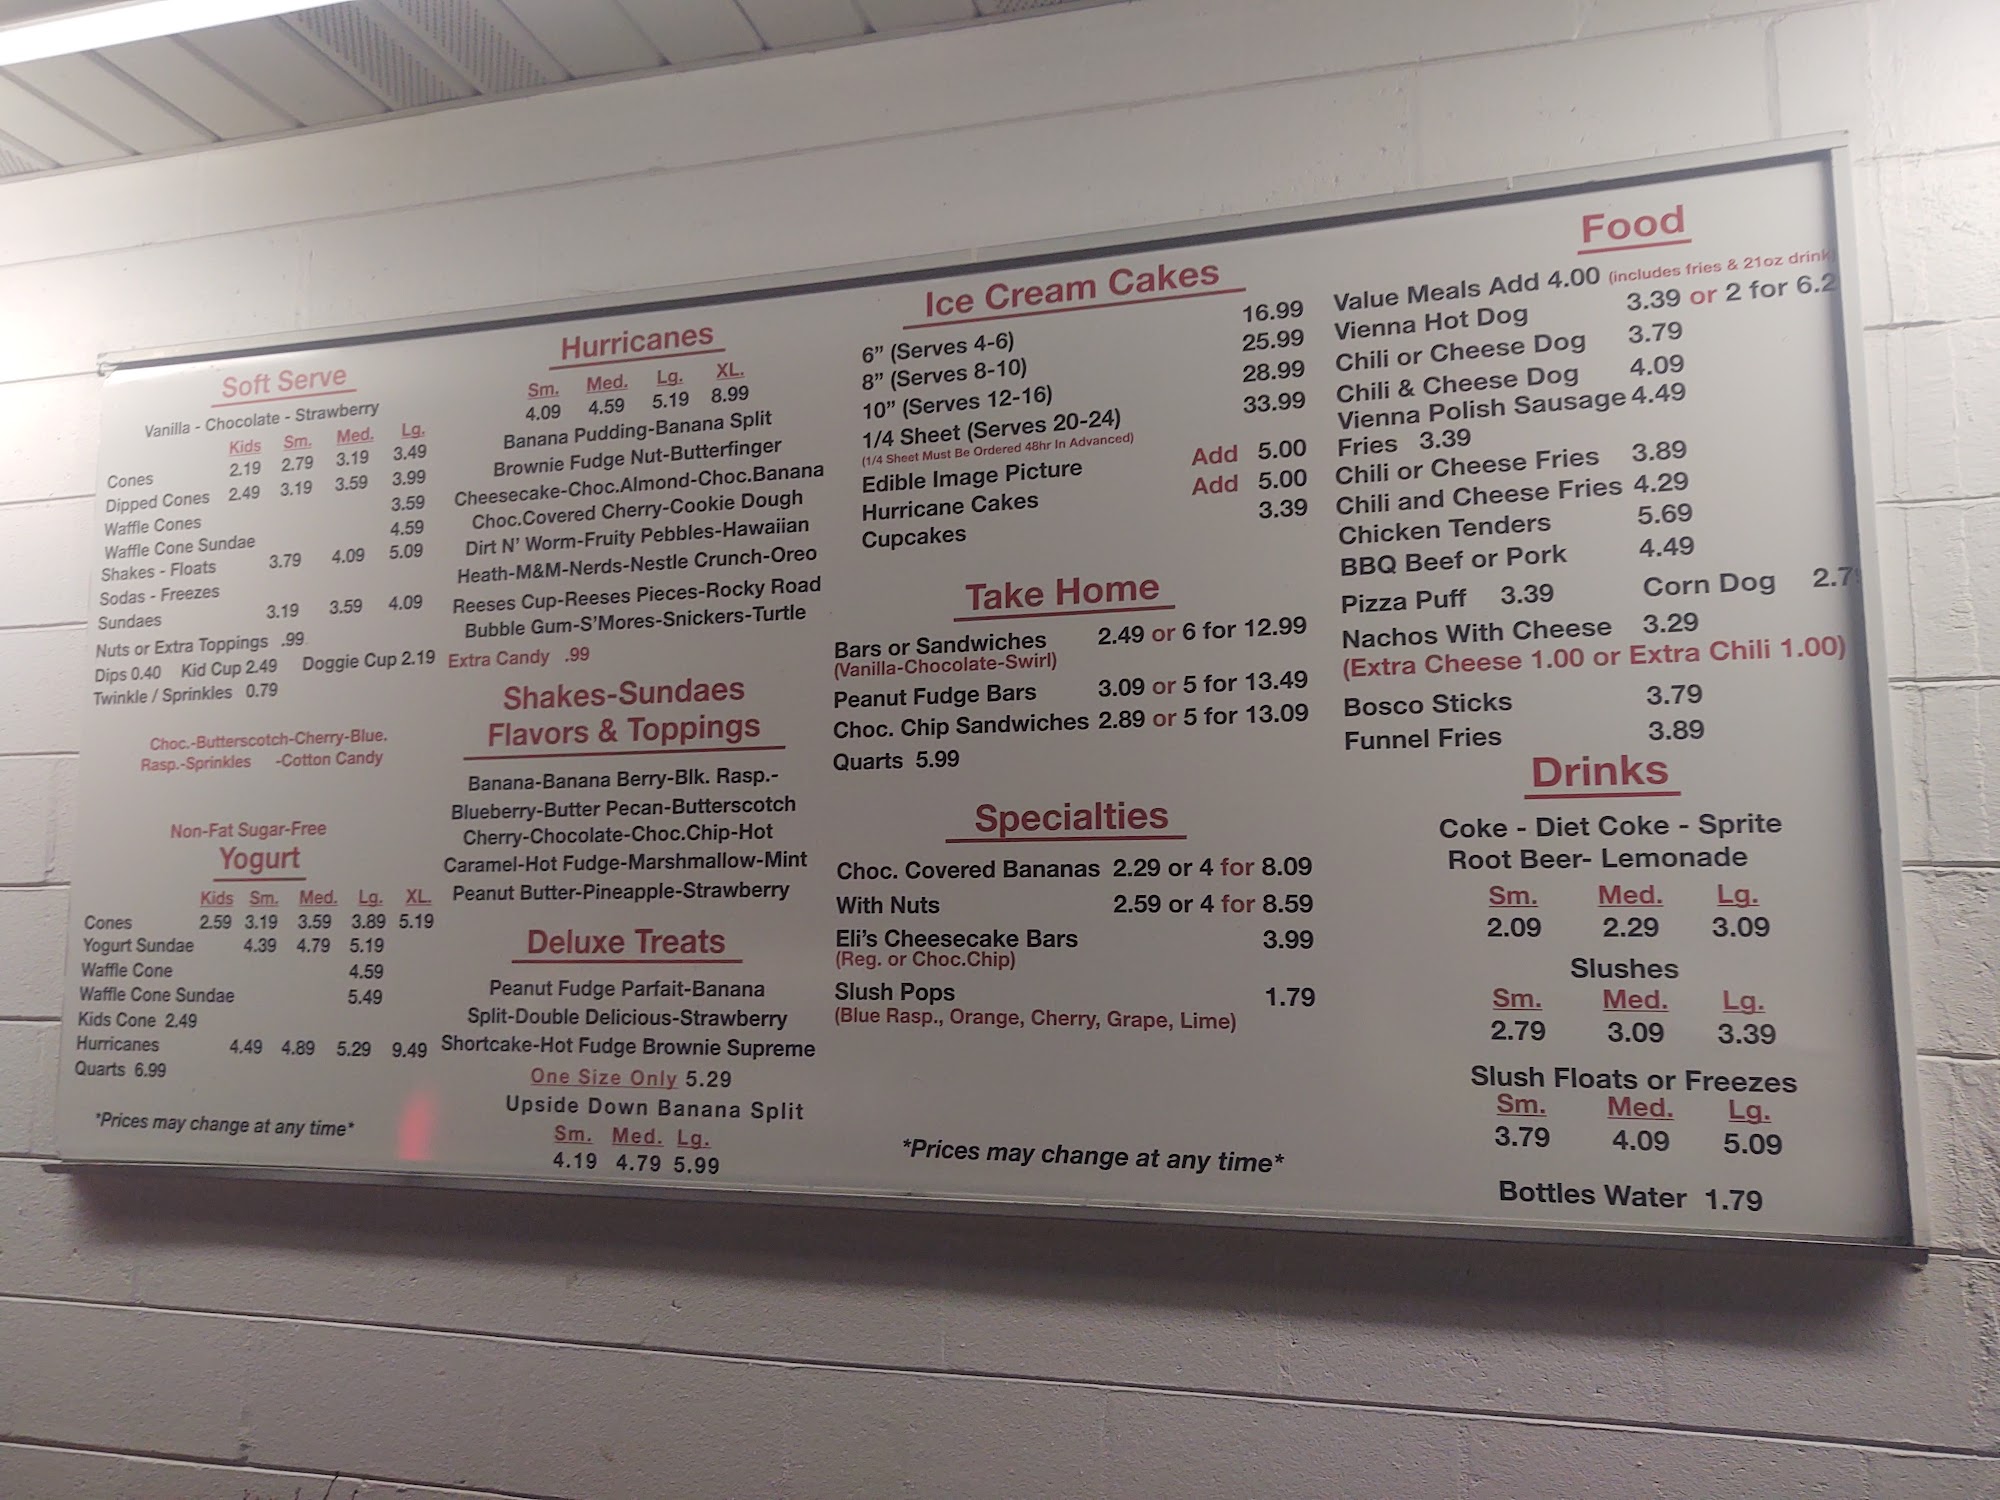 Soft Serve
Vanilla - Chocolate - Strawberry
Kids Sm. Med. Lg.
Cones 2.19 2.79 3.19 3.49
Dipped Cones 2.49 3.19 3.59 3.99
Waffle Cones 3.59
Waffle Cone Sundae 4.59
Shakes - Floats 3.79 4.09 5.09
Sodas - Freezes
Sundaes 3.19 3.59 4.09
Nuts or Extra Toppings .99
Dips 0.40 Kid Cup 2.49 Doggie Cup 2.19
Twinkle / Sprinkles 0.79
Choc.-Butterscotch-Cherry-Blue.
Rasp.-Sprinkles -Cotton Candy
Non-Fat Sugar-Free
Yogurt
Kids Sm. Med. Lg. XL.
Cones 2.59 3.19 3.59 3.89 5.19
Yogurt Sundae 4.39 4.79 5.19
Waffle Cone 4.59
Waffle Cone Sundae 5.49
Kids Cone 2.49
Hurricanes 4.49 4.89 5.29 9.49
Quarts 6.99
*Prices may change at any time*
Hurricanes
Sm. Med. Lg. XL.
4.09 4.59 5.19 8.99
Banana Pudding-Banana Split
Brownie Fudge Nut-Butterfinger
Cheesecake-Choc.Almond-Choc.Banana
Choc.Covered Cherry-Cookie Dough
Dirt N' Worm-Fruity Pebbles-Hawaiian
Heath-M&M-Nerds-Nestle Crunch-Oreo
Reeses Cup-Reeses Pieces-Rocky Road
Bubble Gum-S'Mores-Snickers-Turtle
Extra Candy .99
Shakes-Sundaes
Flavors & Toppings
Banana-Banana Berry-Blk. Rasp.-
Blueberry-Butter Pecan-Butterscotch
Cherry-Chocolate-Choc.Chip-Hot
Caramel-Hot Fudge-Marshmallow-Mint
Peanut Butter-Pineapple-Strawberry
Deluxe Treats
Peanut Fudge Parfait-Banana
Split-Double Delicious-Strawberry
Shortcake-Hot Fudge Brownie Supreme
One Size Only 5.29
Upside Down Banana Split
Sm. Med. Lg.
4.19 4.79 5.99
Ice Cream Cakes
6” (Serves 4-6) 16.99
8” (Serves 8-10) 25.99
10” (Serves 12-16) 28.99
1/4 Sheet (Serves 20-24) 33.99
(1/4 Sheet Must Be Ordered 48hr In Advanced)
Edible Image Picture Add 5.00
Hurricane Cakes Add 5.00
Cupcakes 3.39
Take Home
Bars or Sandwiches 2.49 or 6 for 12.99
(Vanilla-Chocolate-Swirl)
Peanut Fudge Bars 3.09 or 5 for 13.49
Choc. Chip Sandwiches 2.89 or 5 for 13.09
Quarts 5.99
Specialties
Choc. Covered Bananas 2.29 or 4 for 8.09
With Nuts 2.59 or 4 for 8.59
Eli's Cheesecake Bars 3.99
(Reg. or Choc.Chip)
Slush Pops 1.79
(Blue Rasp., Orange, Cherry, Grape, Lime)
*Prices may change at any time*
Food
Value Meals Add 4.00 (includes fries & 21oz drink
Vienna Hot Dog 3.39 or 2 for 6.2
Chili or Cheese Dog 3.79
Chili & Cheese Dog 4.09
Vienna Polish Sausage 4.49
Fries 3.39
Chili or Cheese Fries 3.89
Chili and Cheese Fries 4.29
Chicken Tenders 5.69
BBQ Beef or Pork 4.49
Pizza Puff 3.39 Corn Dog 2.7
Nachos With Cheese 3.29
(Extra Cheese 1.00 or Extra Chili 1.00)
Bosco Sticks 3.79
Funnel Fries 3.89
Drinks
Coke - Diet Coke - Sprite
Root Beer- Lemonade
Sm. Med. Lg.
2.09 2.29 3.09
Slushes
Sm. Med. Lg.
2.79 3.09 3.39
Slush Floats or Freezes
Sm. Med. Lg.
3.79 4.09 5.09
Bottles Water 1.79